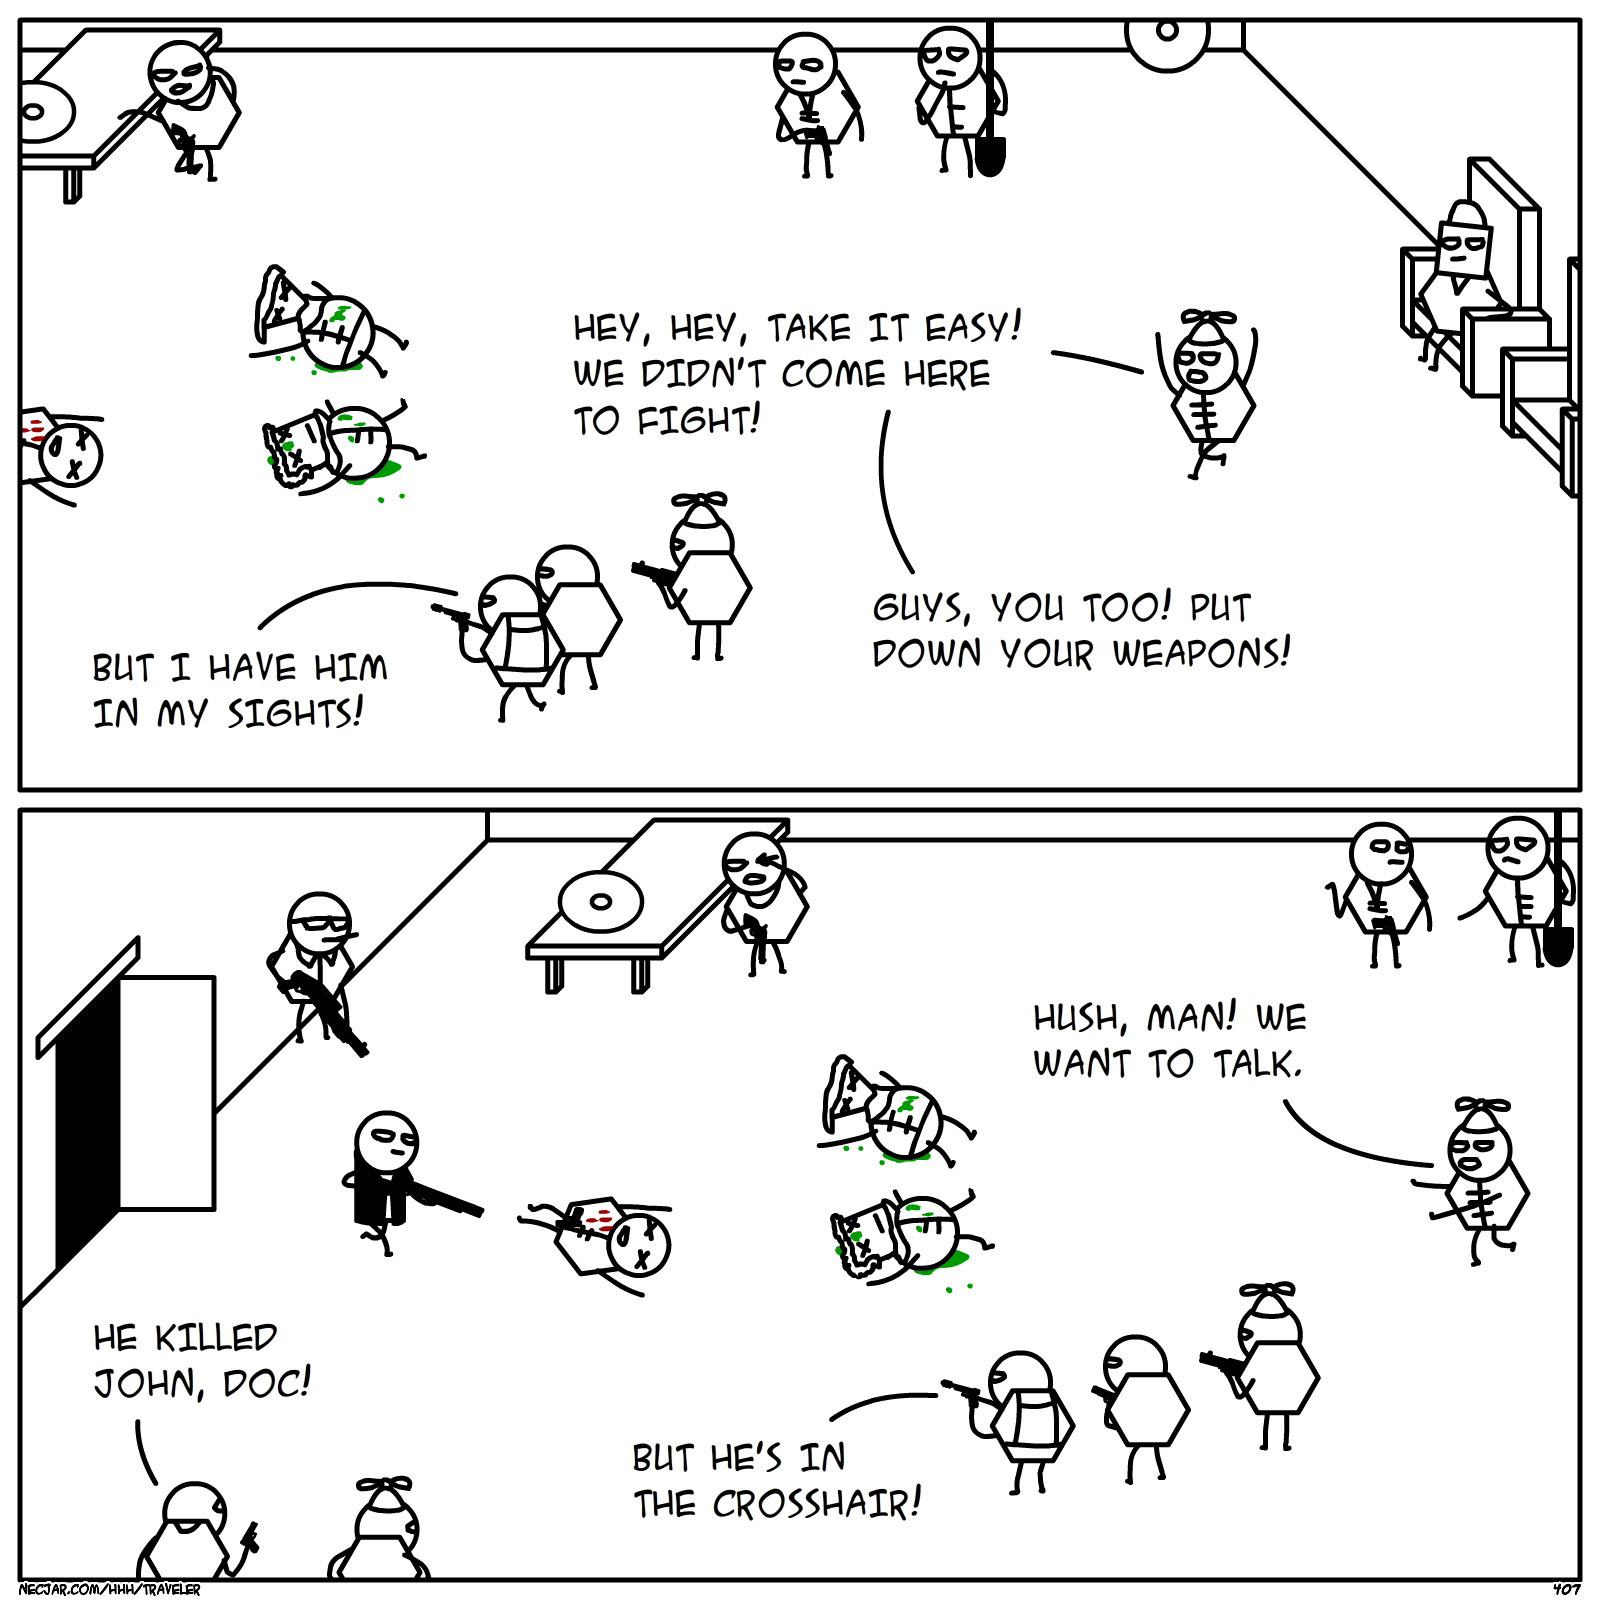 HEY, HEY, TAKE IT EASY!
WE DIDN'T COME HERE
TO FIGHT!
GUYS, YOU TOO! PUT
DOWN YOUR WEAPONS!
BUT I HAVE HIM
IN MY SIGHTS!
HUSH, MAN! WE
WANT TO TALK.
HE KILLED
JOHN, DOC!
BUT HE'S IN
THE CROSSHAIR!
NECJAR.COM/HHH/TRAVELER
407